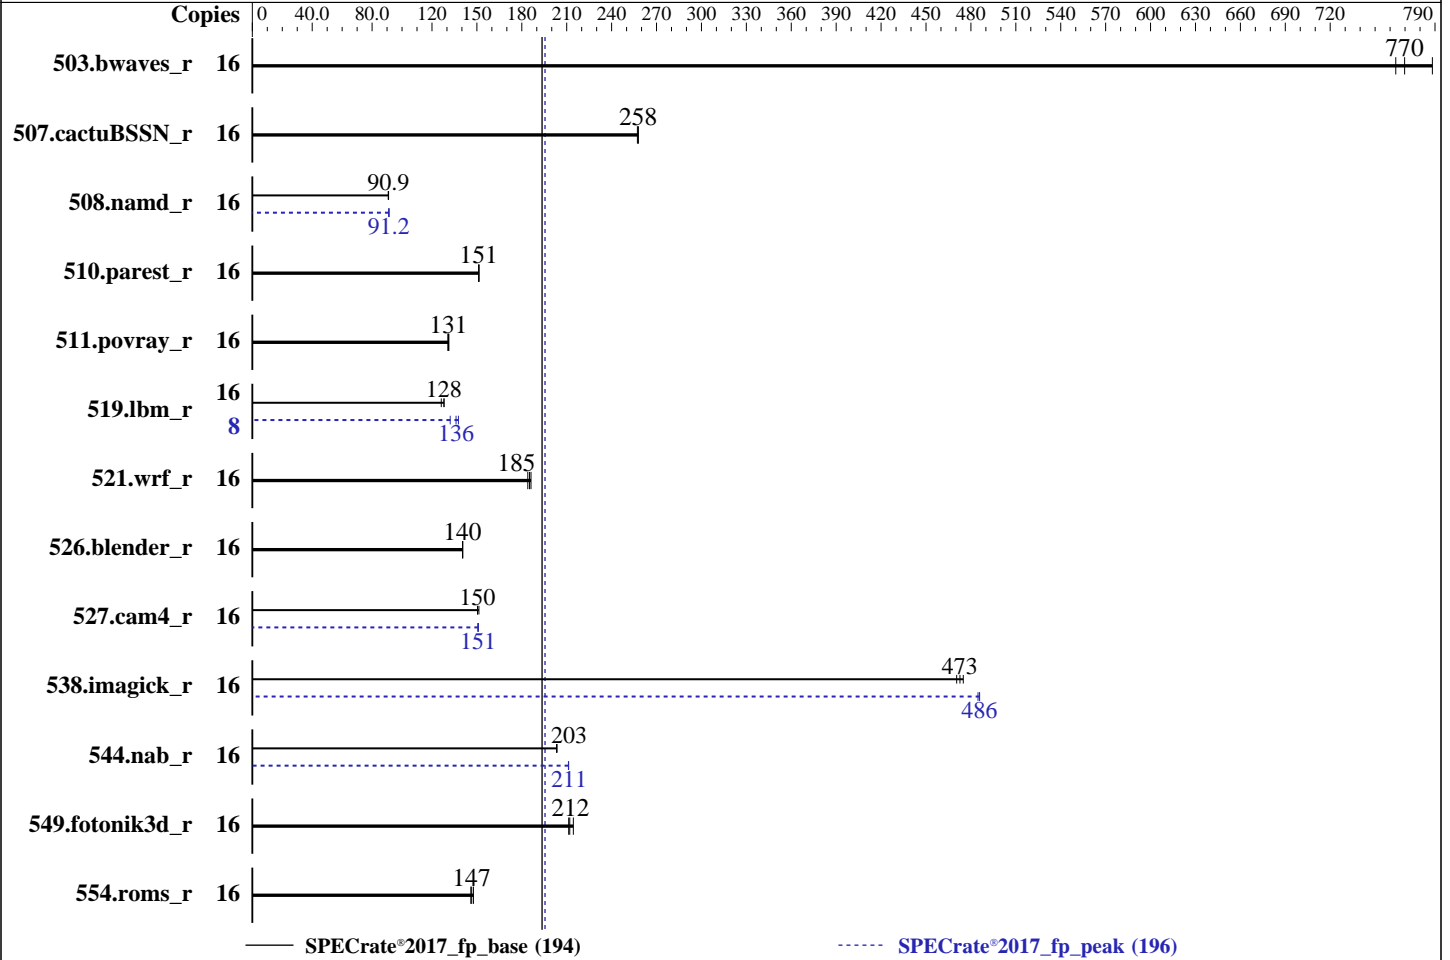 Copies 0 40.0 80.0 120 150 180 210 240 270 300 330 360 390 420 450 480 510 540 570 600 630 660 690 720 790
503.bwaves_r 16 770
507.cactuBSSN_r 16 258
508.namd_r 16 90.9
91.2
510.parest_r 16 151
511.povray_r 16 131
519.lbm_r 16 128
8 136
521.wrf_r 16 185
526.blender_r 16 140
527.cam4_r 16 150
151
538.imagick_r 16 473
486
544.nab_r 16 203
211
549.fotonik3d_r 16 212
554.roms_r 16 147
SPECrate®2017_fp_base (194) SPECrate®2017_fp_peak (196)